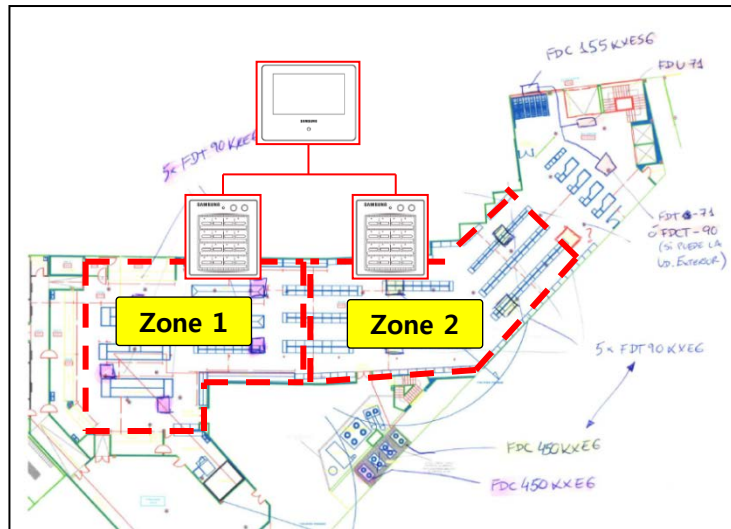 FDC 155 KXES6
FDU-71
SAMSUNG
5x FDT 90 KXE6
SAMSUNG
SAMSUNG
FDT -71
ó FDCT-90
(SI PUEDE LA
UD. EXTERIOR)
?
Zone 1
Zone 2
5x FDT 90 KXE6
FDC 450 KXE6
FDC 450 KXE6